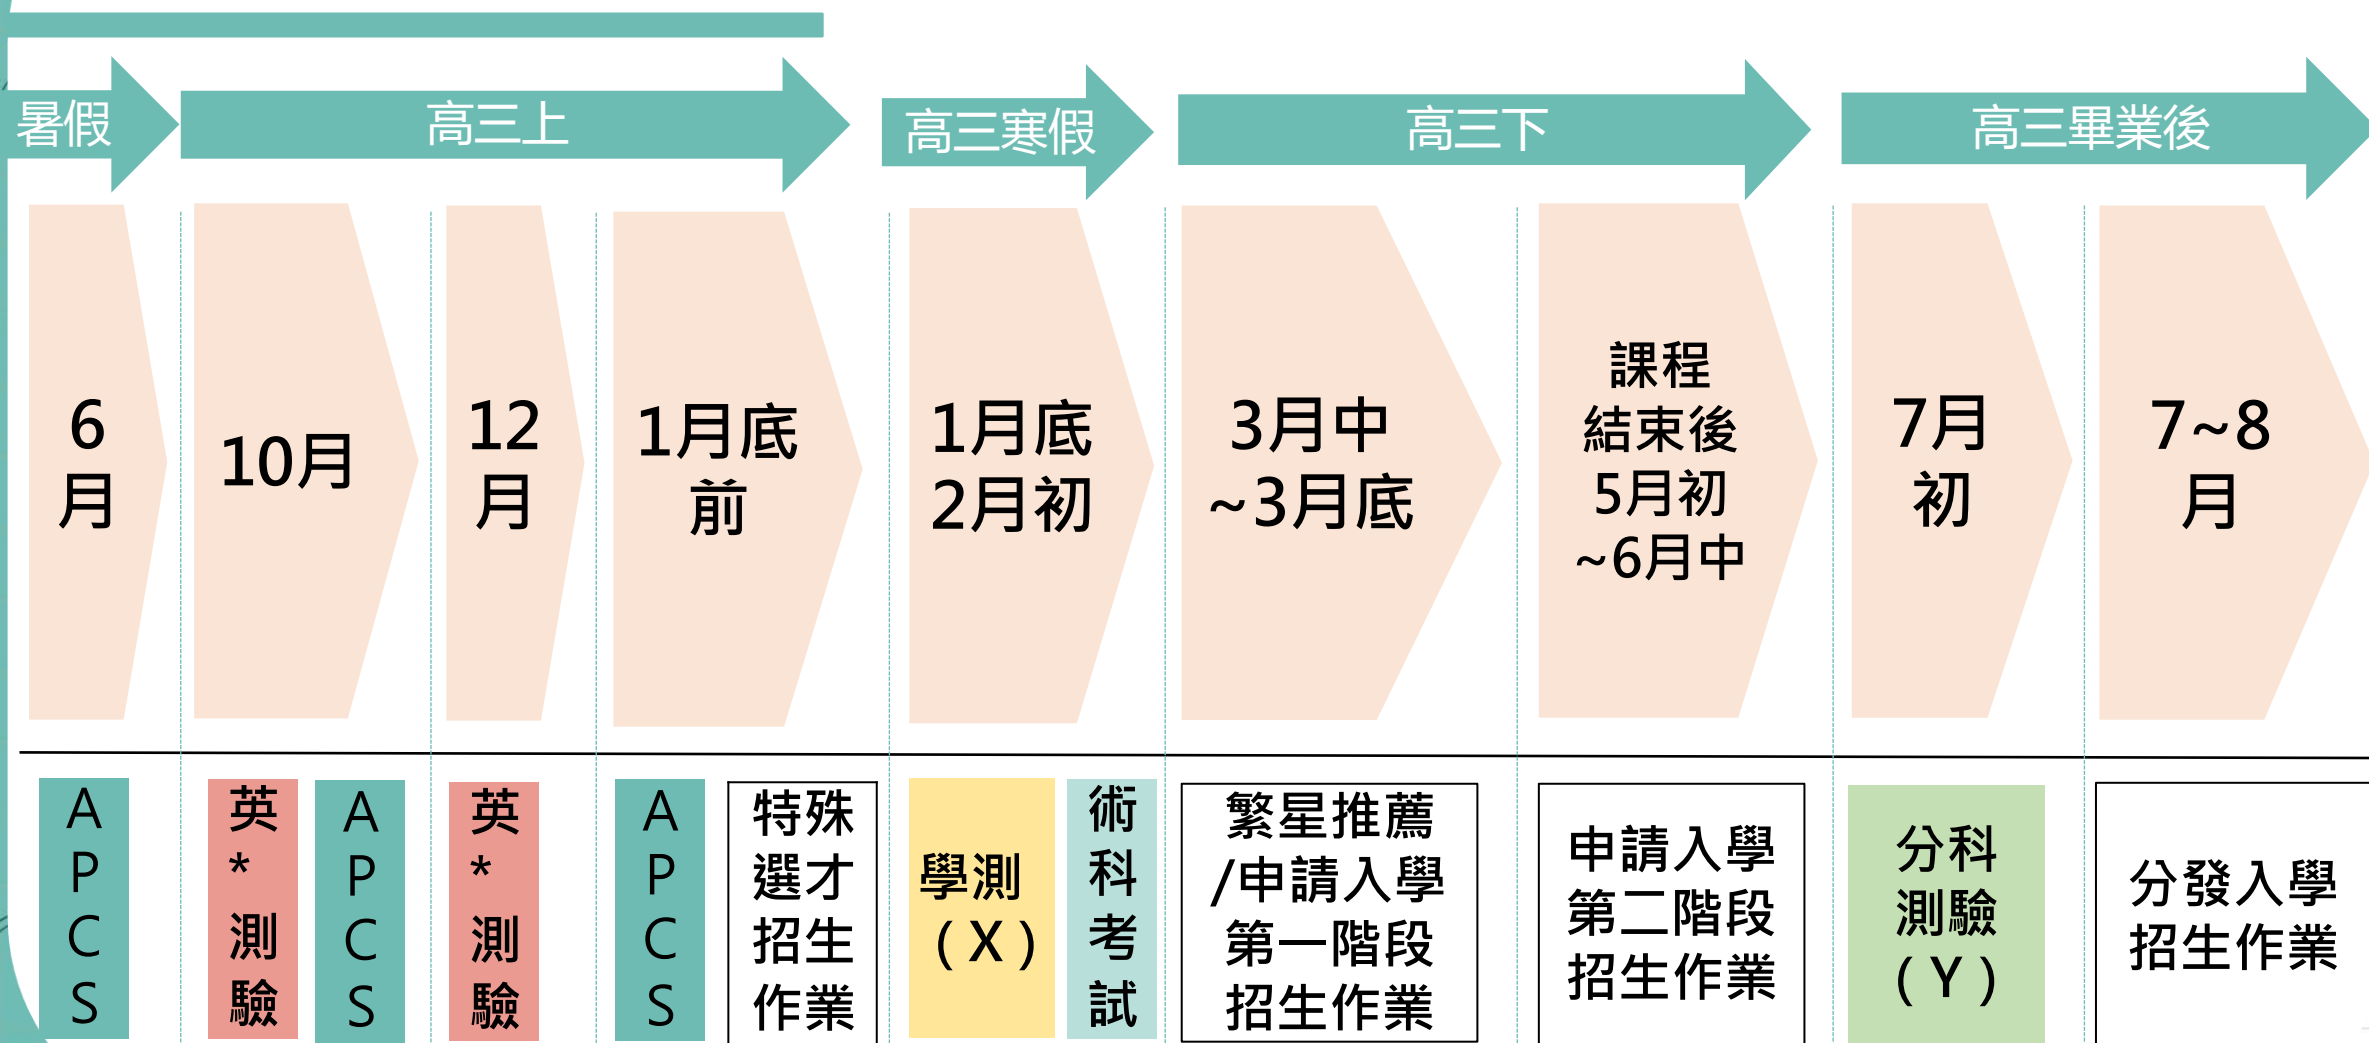 暑假
高三上
高三寒假
高三下
高三畢業後
6
月
10月
12
月
1月底
前
1月底
2月初
3月中
~3月底
課程
結束後
5月初
~6月中
7月
初
7~8
月
A
P
C
S
英
*
測
驗
A
P
C
S
英
*
測
驗
A
P
C
S
特殊
選才
招生
作業
學測
(X)
術
科
考
試
繁星推薦
/申請入學
第一階段
招生作業
申請入學
第二階段
招生作業
分科
測驗
(Y)
分發入學
招生作業